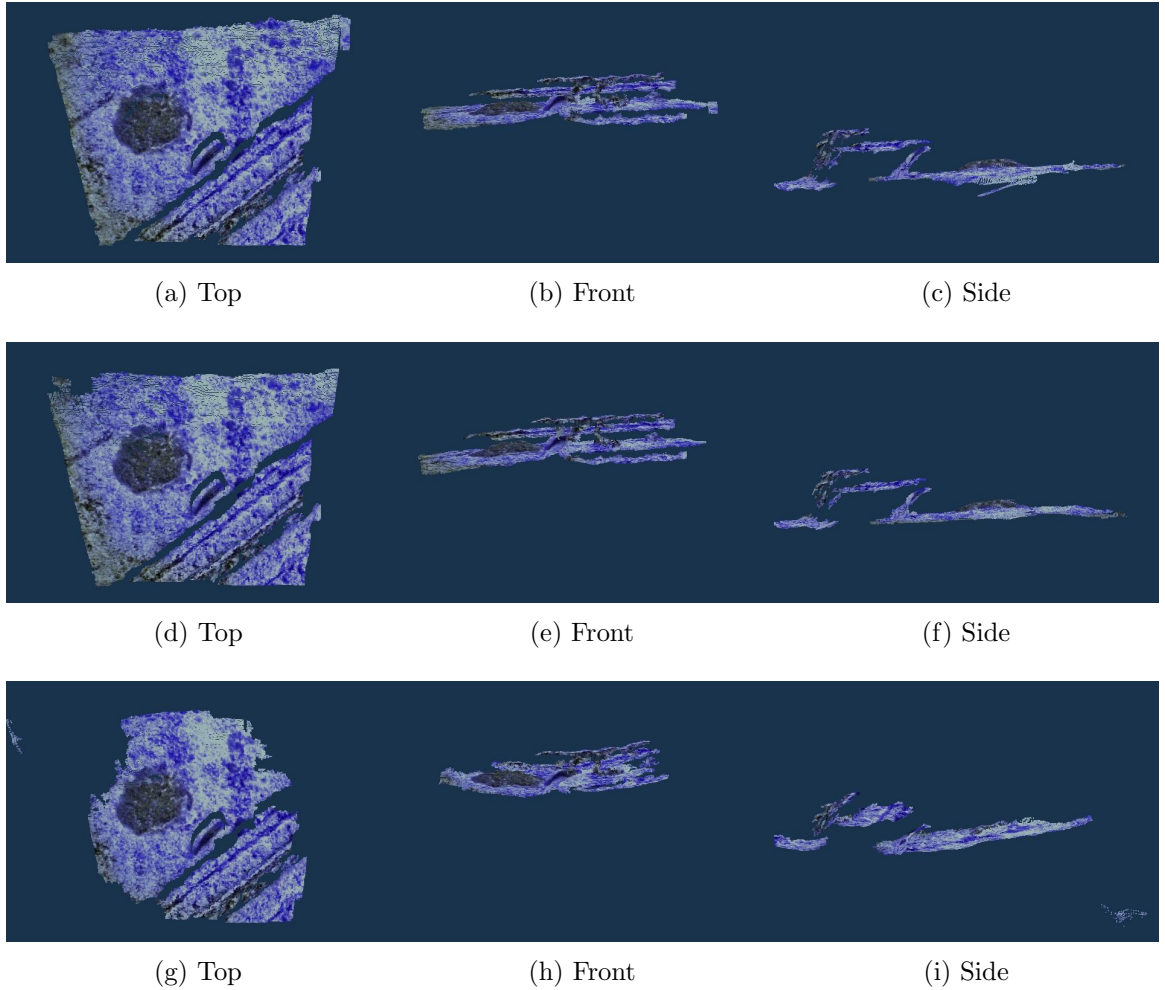 (a) Top
(b) Front
(c) Side
(d) Top
(e) Front
(f) Side
(g) Top
(h) Front
(i) Side